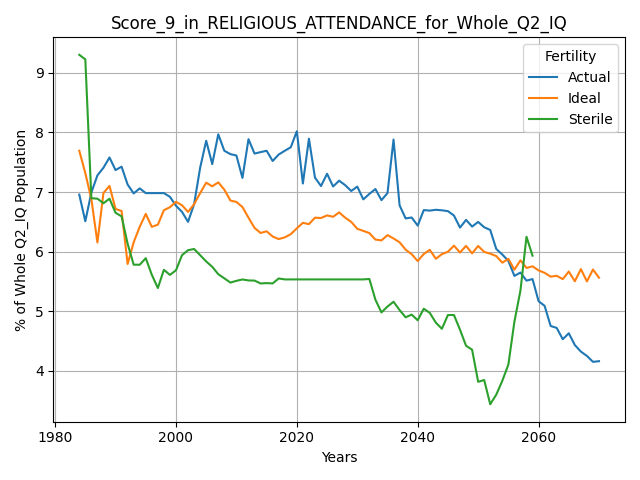 Score_9_in_RELIGIOUS_ATTENDANCE_for_Whole_Q2_IQ
Fertility
Actual
Ideal
Sterile
% of Whole Q2_IQ Population
9
8
7
6
5
4
1980
2000
2020
2040
2060
Years